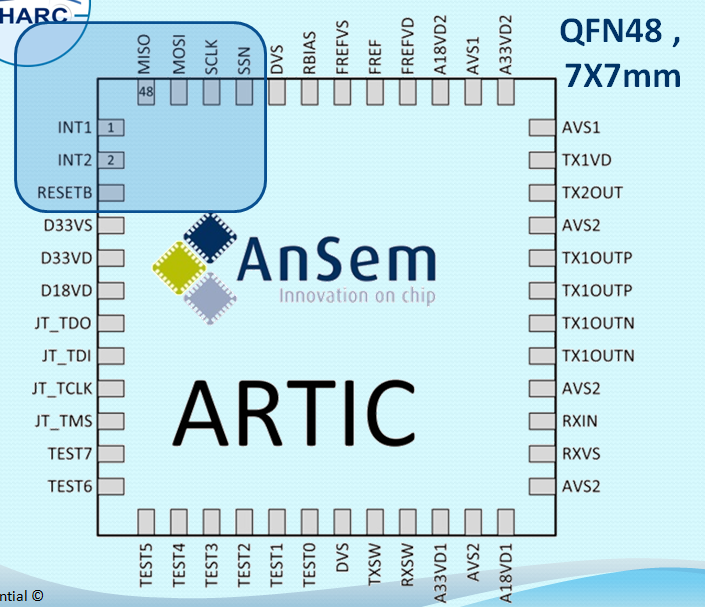 HARC
QFN48 ,
7X7mm
MISO
MOSI
SCLK
SSN
DVS
RBIAS
FREFVS
FREF
FREFVD
A18VD2
AVS1
A33VD2
48
INT1
1
INT2
2
RESETB
D33VS
D33VD
D18VD
JT_TDO
JT_TDI
JT_TCLK
JT_TMS
TEST7
TEST6
AnSem
Innovation on chip
ARTIC
AVS1
TX1VD
TX2OUT
AVS2
TX1OUTP
TX1OUTP
TX1OUTN
TX1OUTN
AVS2
RXIN
RXVS
AVS2
TEST5
TEST4
TEST3
TEST2
TEST1
TEST0
DVS
TXSW
RXSW
A33VD1
AVS2
A18VD1
ntial ©